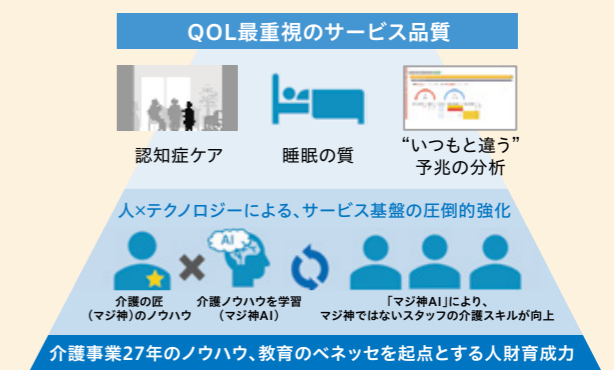 QOL最重視のサービス品質
認知症ケア
睡眠の質
“いつもと違う”
予兆の分析
人×テクノロジーによる、サービス基盤の圧倒的強化
AI
介護の匠
（マジ神）のノウハウ
介護ノウハウを学習
（マジ神AI）
「マジ神AI」により、
マジ神ではないスタッフの介護スキルが向上
介護事業27年のノウハウ、教育のベネッセを起点とする人財育成力